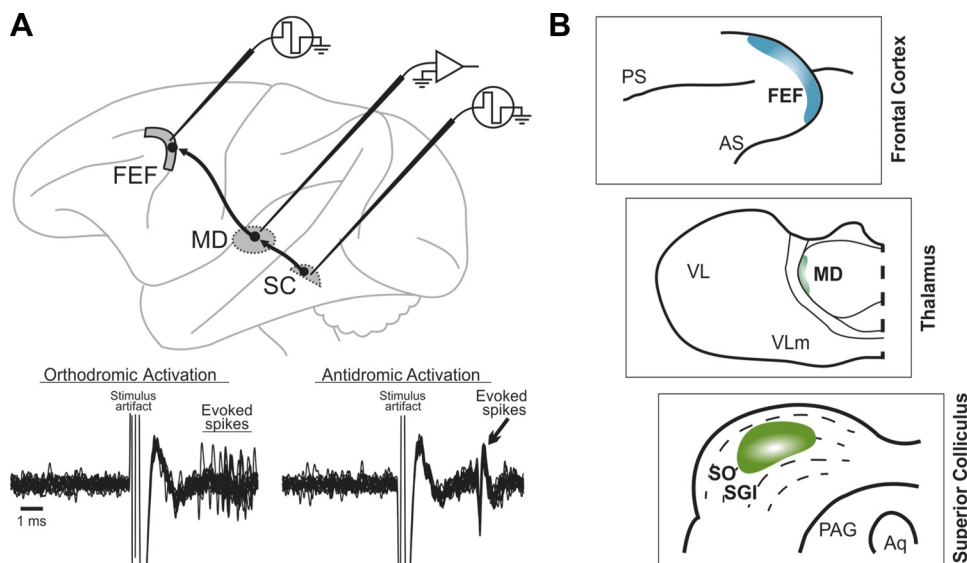 A
FEF
MD
SC
Orthodromic Activation
Stimulus
artifact
Evoked
spikes
1 ms
Antidromic Activation
Stimulus
artifact
Evoked
spikes
B
PS
FEF
AS
Frontal Cortex
VL
MD
VLm
Thalamus
SO
SGI
PAG
Aq
Superior Colliculus